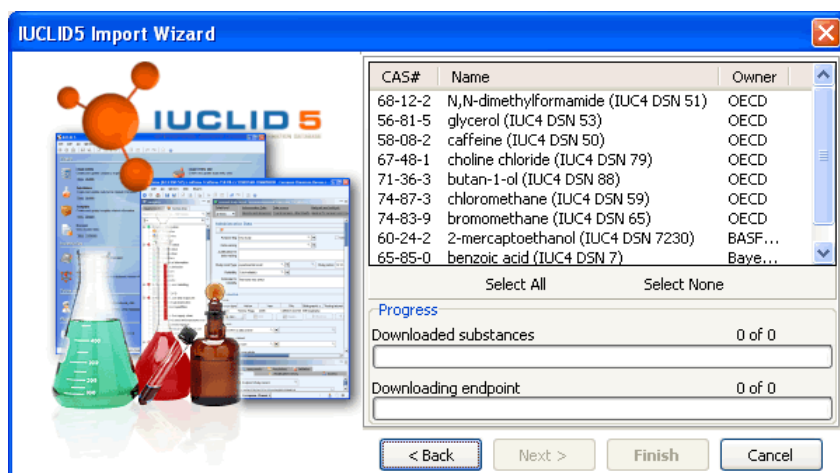 IUCLID5 Import Wizard
IUCLID 5
CAS# Name Owner
68-12-2 N,N-dimethylformamide (IUC4 DSN 51) OECD
56-81-5 glycerol (IUC4 DSN 53) OECD
58-08-2 caffeine (IUC4 DSN 50) OECD
67-48-1 choline chloride (IUC4 DSN 79) OECD
71-36-3 butan-1-ol (IUC4 DSN 88) OECD
74-87-3 chloromethane (IUC4 DSN 59) OECD
74-83-9 bromomethane (IUC4 DSN 65) OECD
60-24-2 2-mercaptoethanol (IUC4 DSN 7230) BASF...
65-85-0 benzoic acid (IUC4 DSN 7) Baye...
Select All Select None
Progress
Downloaded substances 0 of 0
Downloading endpoint 0 of 0
< Back Next > Finish Cancel